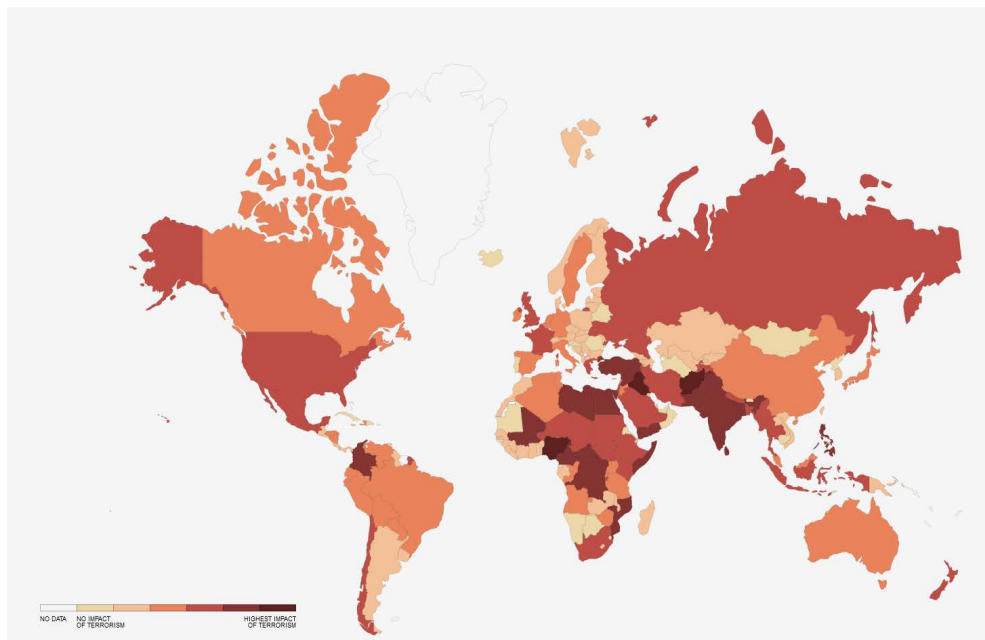 NO DATA
NO IMPACT
OF TERRORISM
HIGHEST IMPACT
OF TERRORISM